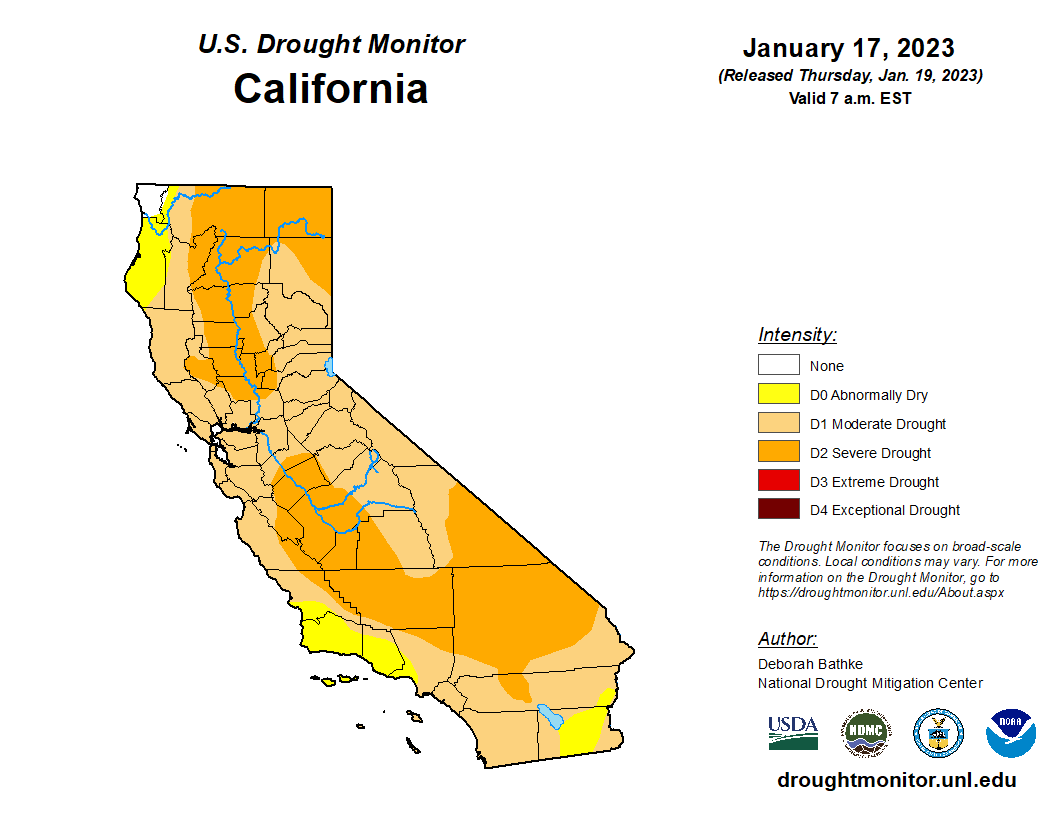 U.S. Drought Monitor
California
January 17, 2023
(Released Thursday, Jan. 19, 2023)
Valid 7 a.m. EST
Intensity:
None
D0 Abnormally Dry
D1 Moderate Drought
D2 Severe Drought
D3 Extreme Drought
D4 Exceptional Drought
The Drought Monitor focuses on broad-scale
conditions. Local conditions may vary. For more
information on the Drought Monitor, go to
https://droughtmonitor.unl.edu/About.aspx
Author:
Deborah Bathke
National Drought Mitigation Center
USDA
NDMC
NOAA
droughtmonitor.unl.edu